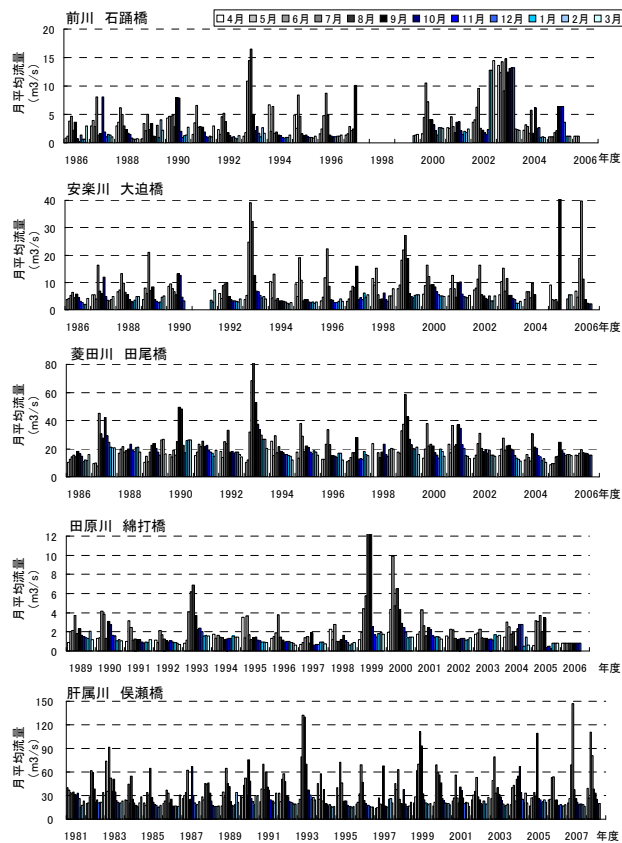 前川 石踊橋
4月 5月 6月 7月 8月 9月 10月 11月 12月 1月 2月 3月
月平均流量
(m3/s)
20
15
10
5
0
1986 1988 1990 1992 1994 1996 1998 2000 2002 2004 2006 年度
安楽川 大迫橋
月平均流量
(m3/s)
40
30
20
10
0
1986 1988 1990 1992 1994 1996 1998 2000 2002 2004 2006年度
菱田川 田尾橋
月平均流量
(m3/s)
80
60
40
20
0
1986 1988 1990 1992 1994 1996 1998 2000 2002 2004 2006年度
田原川 綿打橋
月平均流量
(m3/s)
12
10
8
6
4
2
0
1989 1990 1991 1992 1993 1994 1995 1996 1997 1998 1999 2000 2001 2002 2003 2004 2005 2006 年度
肝属川 俣瀬橋
月平均流量
(m3/s)
150
120
90
60
30
0
1981 1983 1985 1987 1989 1991 1993 1995 1997 1999 2001 2003 2005 2007 年度